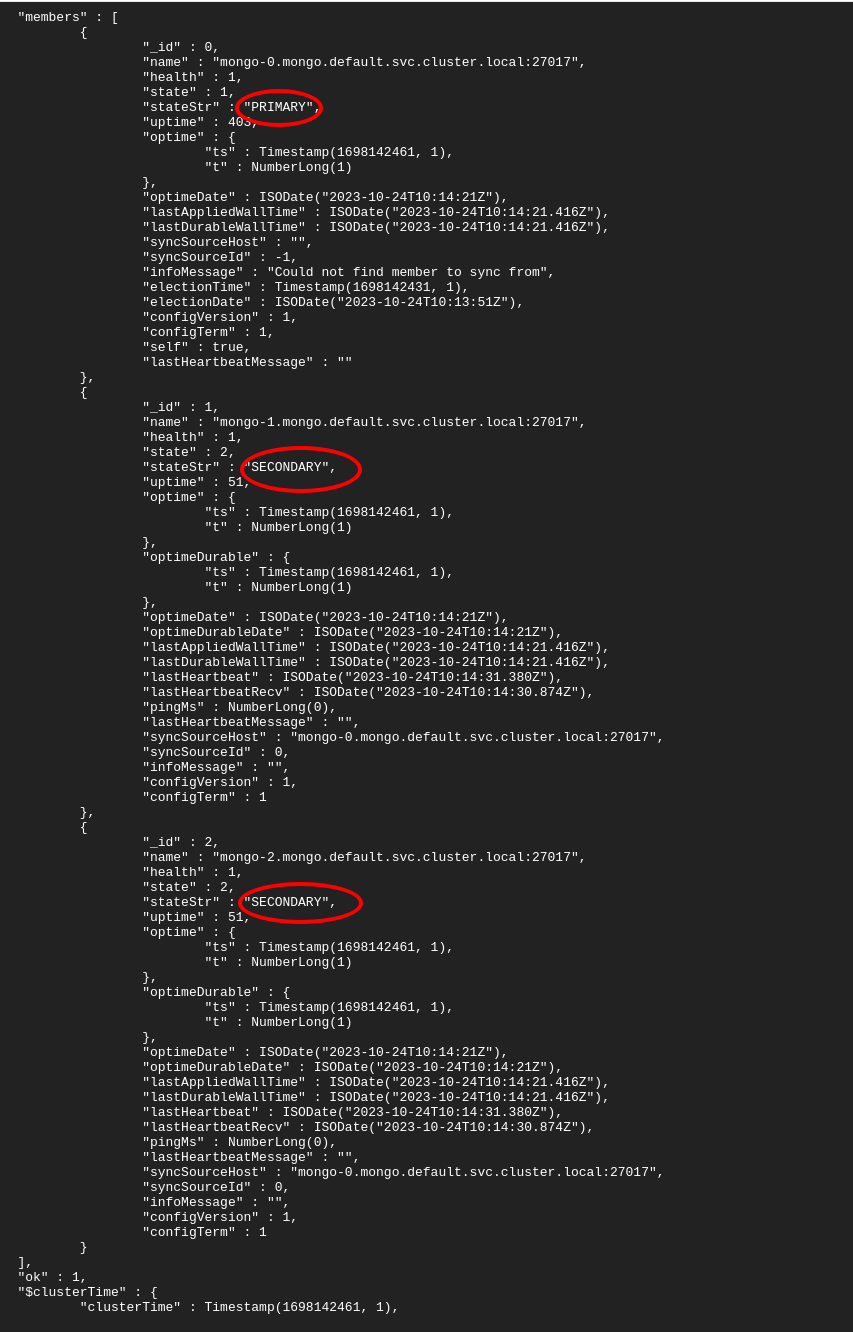 "members" : [
{
"_id" : 0,
"name" : "mongo-0.mongo.default.svc.cluster.local:27017",
"health" : 1,
"state" : 1,
"stateStr" : "PRIMARY",
"uptime" : 403,
"optime" : {
"ts" : Timestamp(1698142461, 1),
"t" : NumberLong(1)
},
"optimeDate" : ISODate("2023-10-24T10:14:21Z"),
"lastAppliedWallTime" : ISODate("2023-10-24T10:14:21.416Z"),
"lastDurableWallTime" : ISODate("2023-10-24T10:14:21.416Z"),
"syncSourceHost" : "",
"syncSourceId" : -1,
"infoMessage" : "Could not find member to sync from",
"electionTime" : Timestamp(1698142431, 1),
"electionDate" : ISODate("2023-10-24T10:13:51Z"),
"configVersion" : 1,
"configTerm" : 1,
"self" : true,
"lastHeartbeatMessage" : ""
},
{
"_id" : 1,
"name" : "mongo-1.mongo.default.svc.cluster.local:27017",
"health" : 1,
"state" : 2,
"stateStr" : "SECONDARY",
"uptime" : 51,
"optime" : {
"ts" : Timestamp(1698142461, 1),
"t" : NumberLong(1)
},
"optimeDurable" : {
"ts" : Timestamp(1698142461, 1),
"t" : NumberLong(1)
},
"optimeDate" : ISODate("2023-10-24T10:14:21Z"),
"optimeDurableDate" : ISODate("2023-10-24T10:14:21Z"),
"lastAppliedWallTime" : ISODate("2023-10-24T10:14:21.416Z"),
"lastDurableWallTime" : ISODate("2023-10-24T10:14:21.416Z"),
"lastHeartbeat" : ISODate("2023-10-24T10:14:31.380Z"),
"lastHeartbeatRecv" : ISODate("2023-10-24T10:14:30.874Z"),
"pingMs" : NumberLong(0),
"lastHeartbeatMessage" : "",
"syncSourceHost" : "mongo-0.mongo.default.svc.cluster.local:27017",
"syncSourceId" : 0,
"infoMessage" : "",
"configVersion" : 1,
"configTerm" : 1
},
{
"_id" : 2,
"name" : "mongo-2.mongo.default.svc.cluster.local:27017",
"health" : 1,
"state" : 2,
"stateStr" : "SECONDARY",
"uptime" : 51,
"optime" : {
"ts" : Timestamp(1698142461, 1),
"t" : NumberLong(1)
},
"optimeDurable" : {
"ts" : Timestamp(1698142461, 1),
"t" : NumberLong(1)
},
"optimeDate" : ISODate("2023-10-24T10:14:21Z"),
"optimeDurableDate" : ISODate("2023-10-24T10:14:21Z"),
"lastAppliedWallTime" : ISODate("2023-10-24T10:14:21.416Z"),
"lastDurableWallTime" : ISODate("2023-10-24T10:14:21.416Z"),
"lastHeartbeat" : ISODate("2023-10-24T10:14:31.380Z"),
"lastHeartbeatRecv" : ISODate("2023-10-24T10:14:30.874Z"),
"pingMs" : NumberLong(0),
"lastHeartbeatMessage" : "",
"syncSourceHost" : "mongo-0.mongo.default.svc.cluster.local:27017",
"syncSourceId" : 0,
"infoMessage" : "",
"configVersion" : 1,
"configTerm" : 1
}
],
"ok" : 1,
"$clusterTime" : {
"clusterTime" : Timestamp(1698142461, 1),